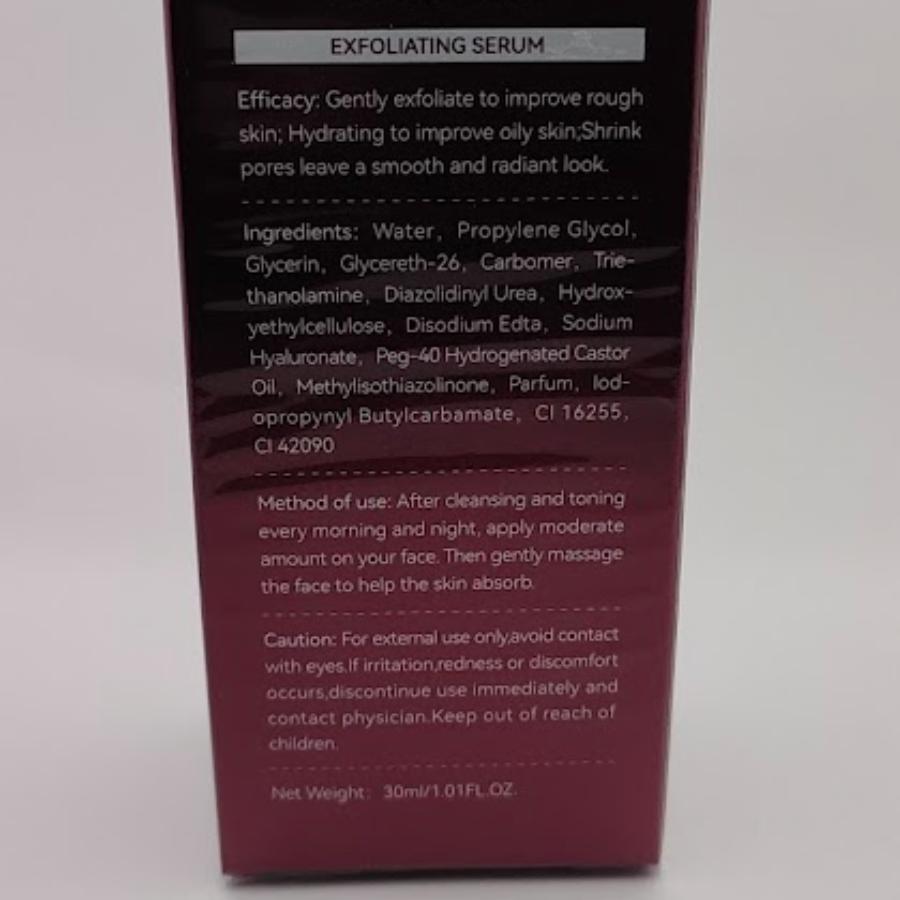 EXFOLIATING SERUM
Efficacy: Gently exfoliate to improve rough
skin; Hydrating to improve oily skin;Shrink
pores leave a smooth and radiant look.
Ingredients: Water, Propylene Glycol,
Glycerin, Glycereth-26, Carbomer, Trie-
thanolamine, Diazolidinyl Urea, Hydrox-
yethylcellulose, Disodium Edta, Sodium
Hyaluronate, Peg-40 Hydrogenated Castor
Oil, Methylisothiazolinone, Parfum, Iod-
opropynyl Butylcarbamate, CI 16255,
CI 42090
Method of use: After cleansing and toning
every morning and night, apply moderate
amount on your face. Then gently massage
the face to help the skin absorb.
Caution: For external use only,avoid contact
with eyes.If irritation,redness or discomfort
occurs,discontinue use immediately and
contact physician.Keep out of reach of
children.
Net Weight: 30ml/1.01FL.OZ.